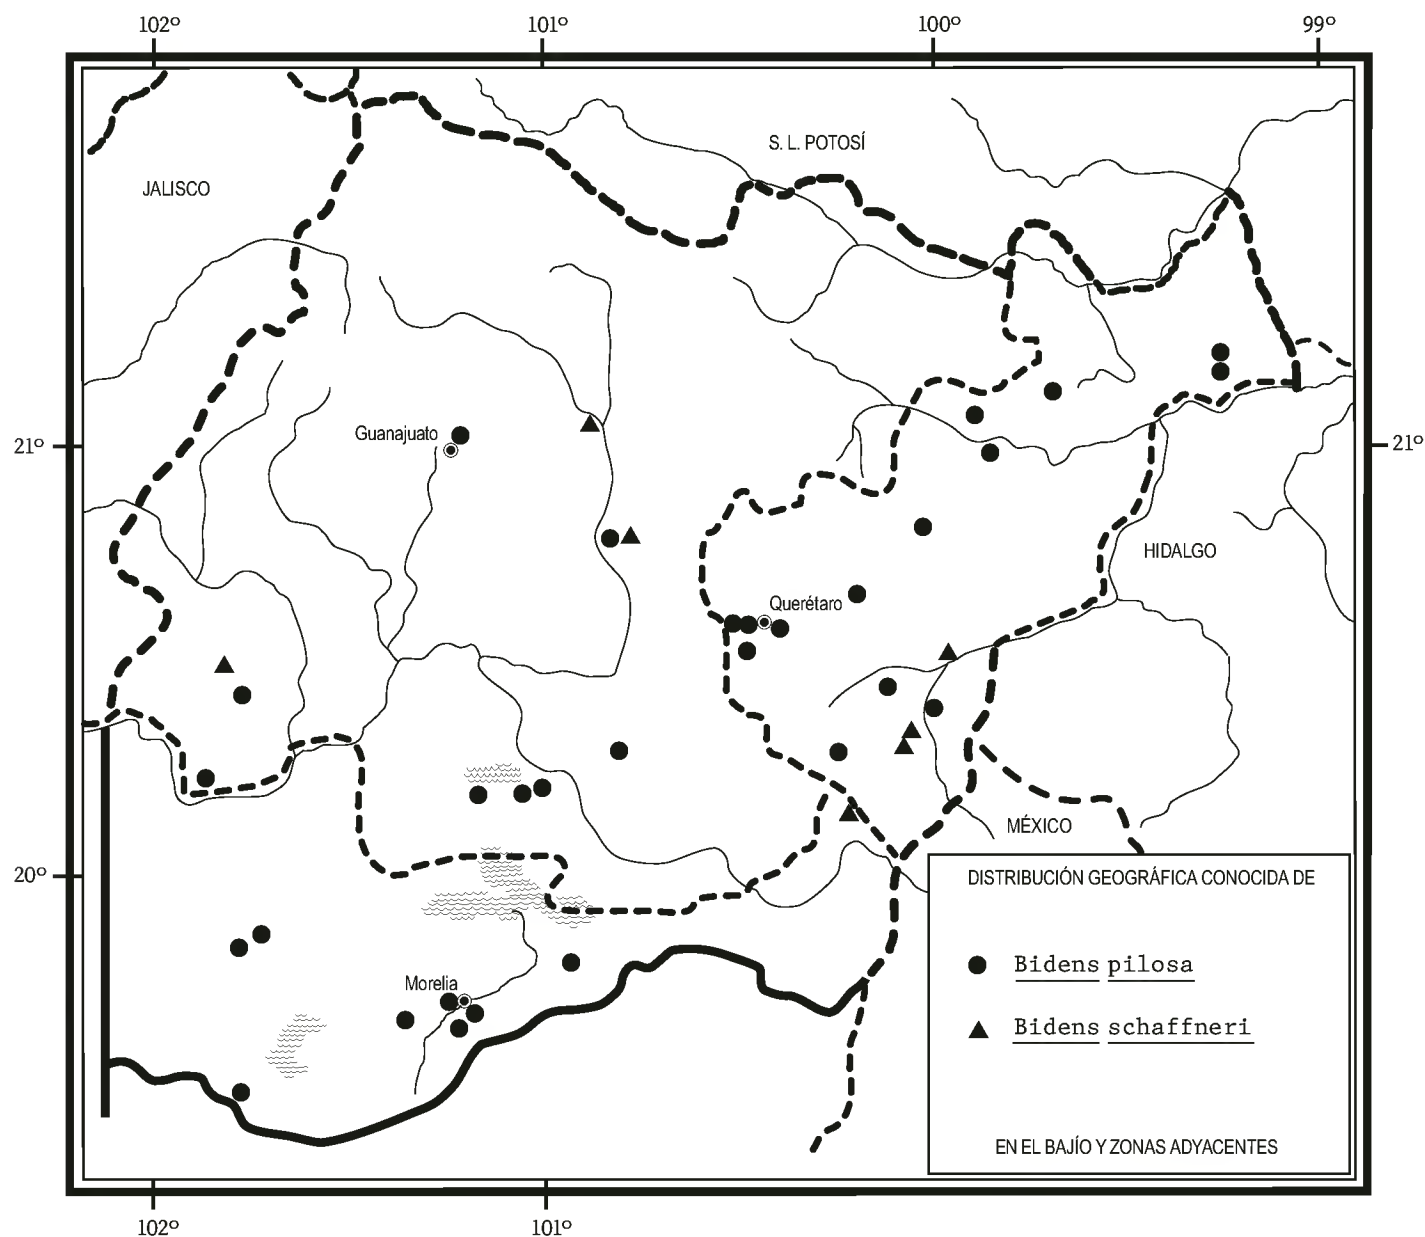 102º 101º 100º 99º
S. L. POTOSÍ
JALISCO
Guanajuato
21º 21º
HIDALGO
Querétaro
MÉXICO
20º
DISTRIBUCIÓN GEOGRÁFICA CONOCIDA DE
Bidens pilosa
Morelia
Bidens schaffneri
EN EL BAJÍO Y ZONAS ADYACENTES
102º 101º